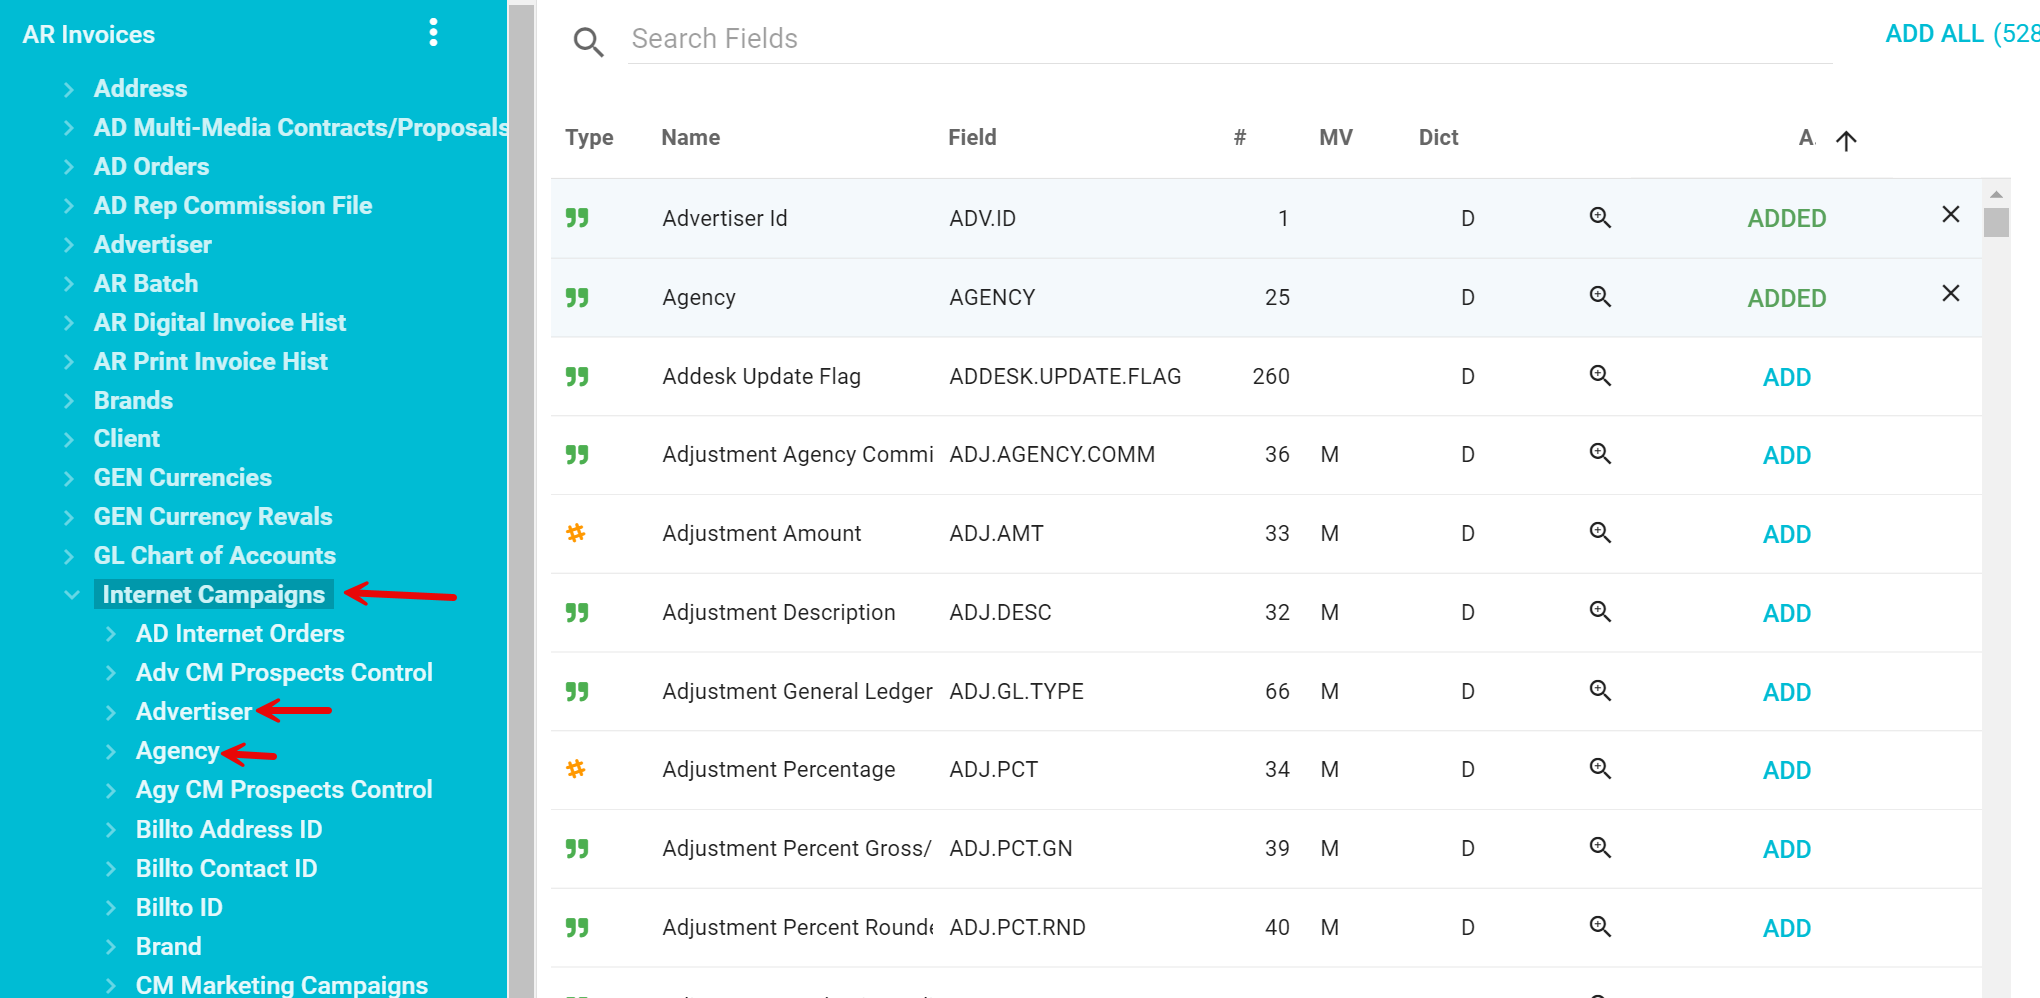 AR Invoices
Address
AD Multi-Media Contracts/Proposals
AD Orders
AD Rep Commission File
Advertiser
AR Batch
AR Digital Invoice Hist
AR Print Invoice Hist
Brands
Client
GEN Currencies
GEN Currency Revals
GL Chart of Accounts
Internet Campaigns
AD Internet Orders
Adv CM Prospects Control
Advertiser
Agency
Agy CM Prospects Control
Billto Address ID
Billto Contact ID
Billto ID
Brand
CM Marketing Campaigns
Search Fields
ADD ALL (528
Type Name Field # MV Dict A.
Advertiser Id ADV.ID 1 D ADDED
Agency AGENCY 25 D ADDED
Addesk Update Flag ADDESK.UPDATE.FLAG 260 D ADD
Adjustment Agency Commi ADJ.AGENCY.COMM 36 M D ADD
Adjustment Amount ADJ.AMT 33 M D ADD
Adjustment Description ADJ.DESC 32 M D ADD
Adjustment General Ledger ADJ.GL.TYPE 66 M D ADD
Adjustment Percentage ADJ.PCT 34 M D ADD
Adjustment Percent Gross/ ADJ.PCT.GN 39 M D ADD
Adjustment Percent Rounde ADJ.PCT.RND 40 M D ADD